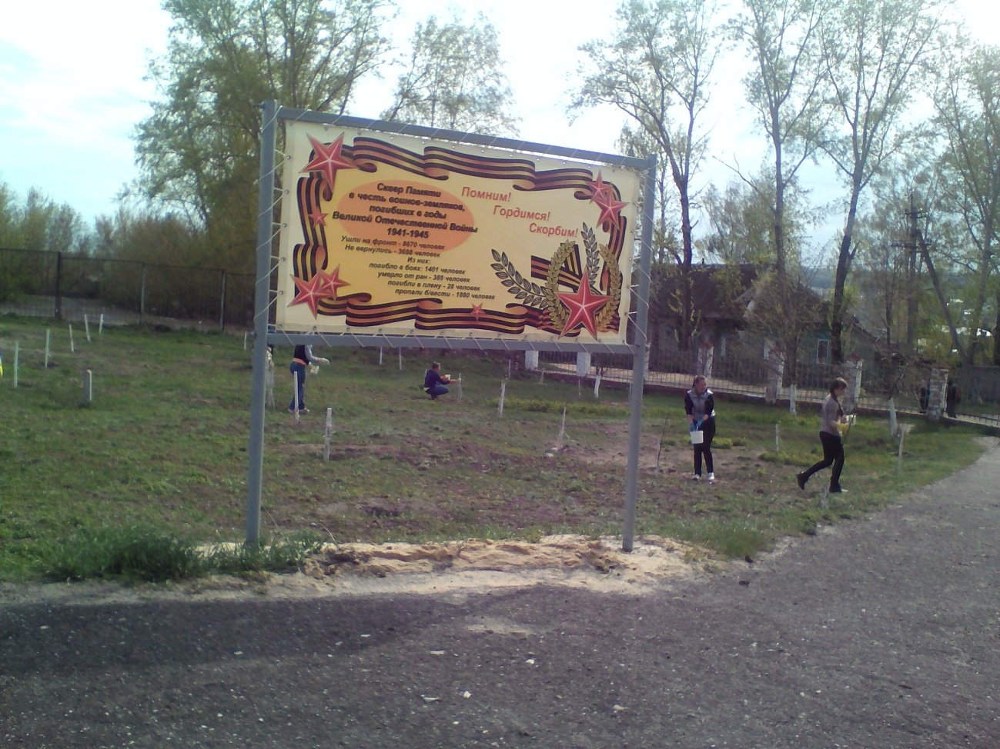 Сквер Памяти
в честь воинов-земляков,
погибших в годы
Великой Отечественной Войны
1941-1945
Ушли на фронт - 8670 человек
Не вернулись - 3698 человек
Из них:
погибло в боях: 1401 человек
умерло от ран - 389 человек
погибли в плену - 28 человек
пропали б/вести - 1880 человек
Помним!
Гордимся!
Скорбим!